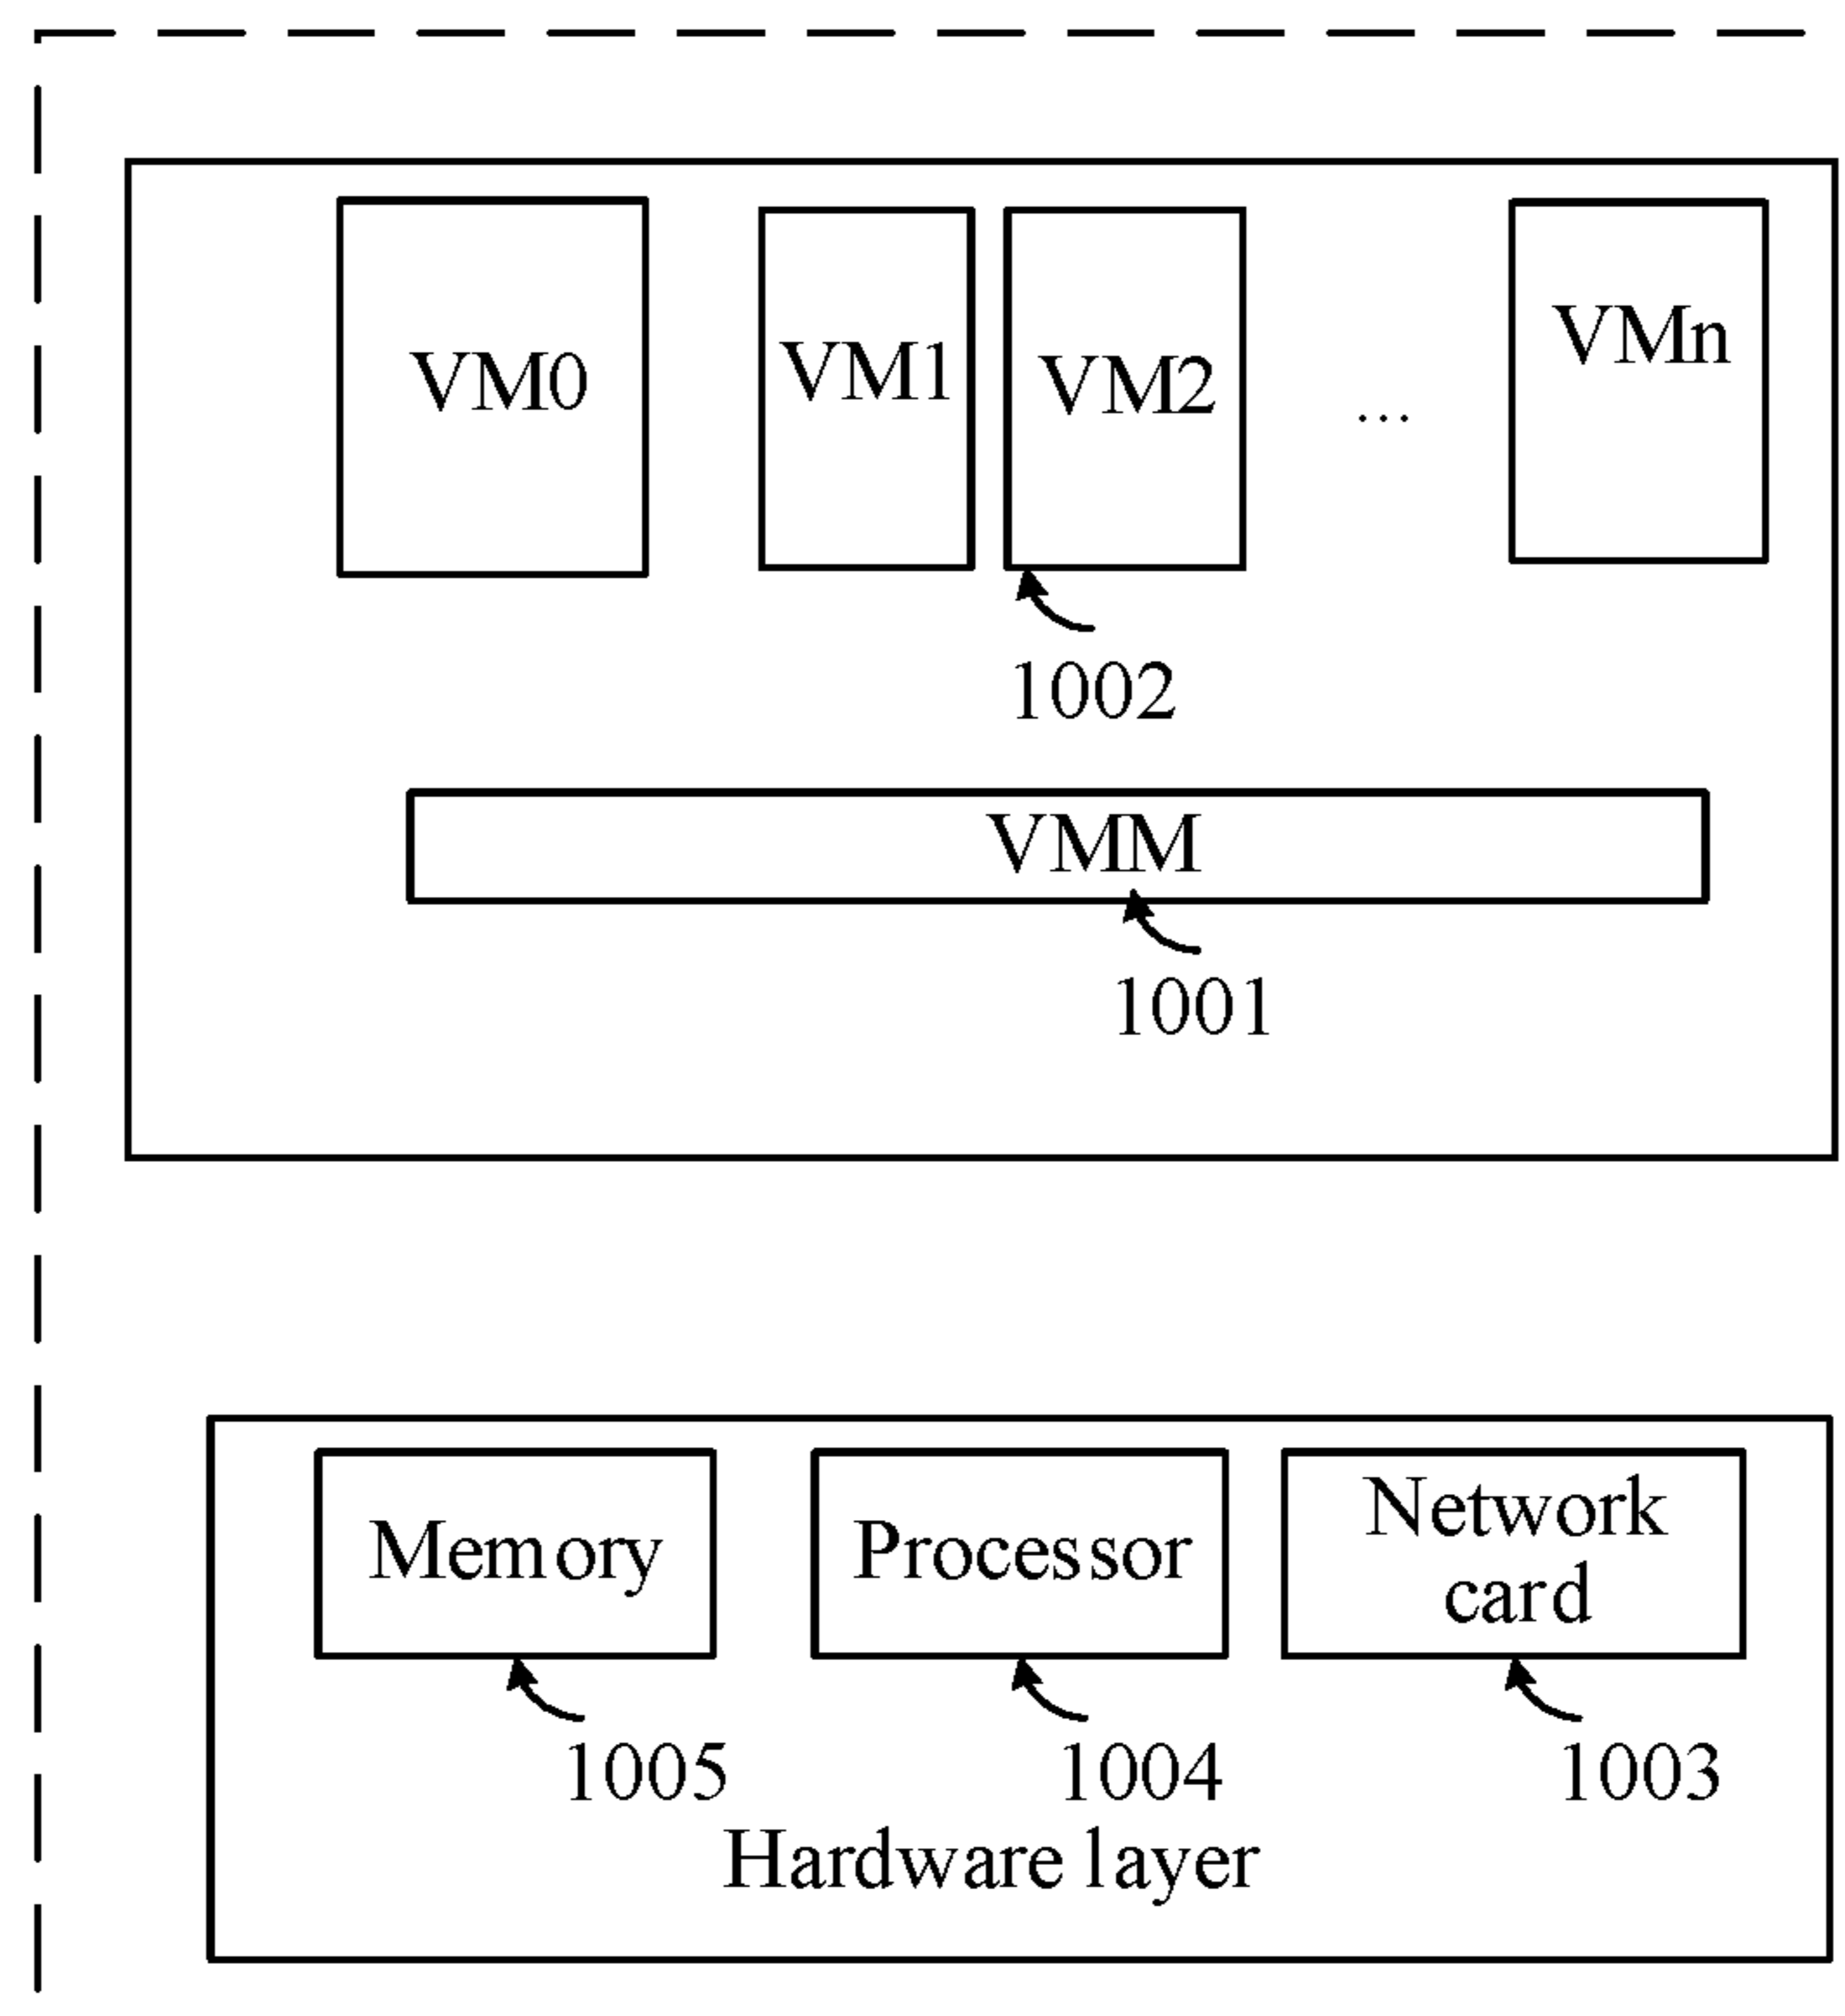 VM0 VM1 VM2 ... VMn
1002
VMM
1001
Memory Processor Network
card
1005 1004 1003
Hardware layer